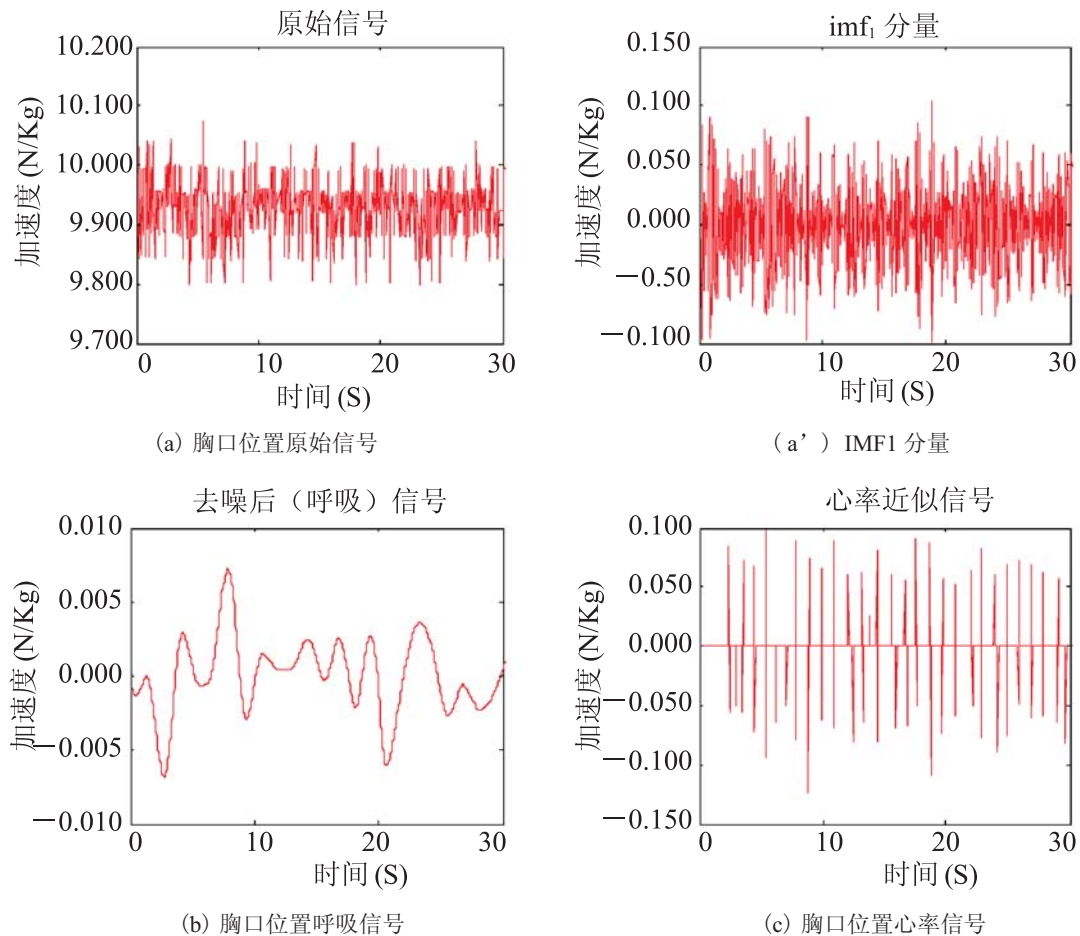 原始信号
10.200
10.100
10.000
9.900
9.800
9.700
加速度 (N/Kg)
0 10 20 30
时间 (S)
(a) 胸口位置原始信号
imf₁ 分量
0.150
0.100
0.050
0.000
－0.50
－0.100
加速度 (N/Kg)
0 10 20 30
时间 (S)
(a’) IMF1 分量
去噪后（呼吸）信号
0.010
0.005
0.000
－0.005
－0.010
加速度 (N/Kg)
0 10 20 30
时间 (S)
(b) 胸口位置呼吸信号
心率近似信号
0.100
0.050
0.000
－0.050
－0.100
－0.150
加速度 (N/Kg)
0 10 20 30
时间 (S)
(c) 胸口位置心率信号